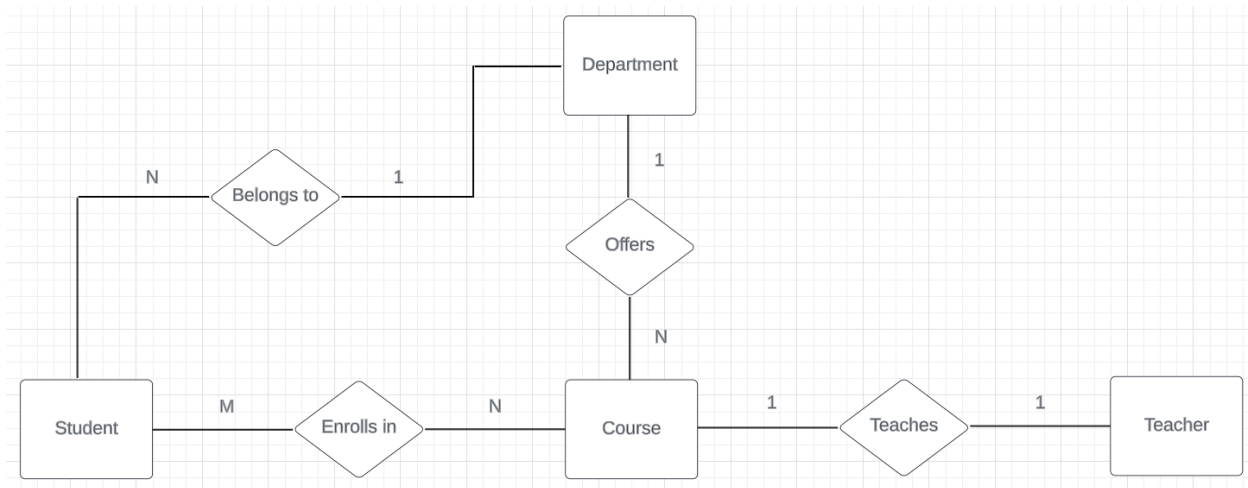 Department
1
N
Belongs to
1
Offers
N
Student
M
Enrolls in
N
Course
1
Teaches
1
Teacher